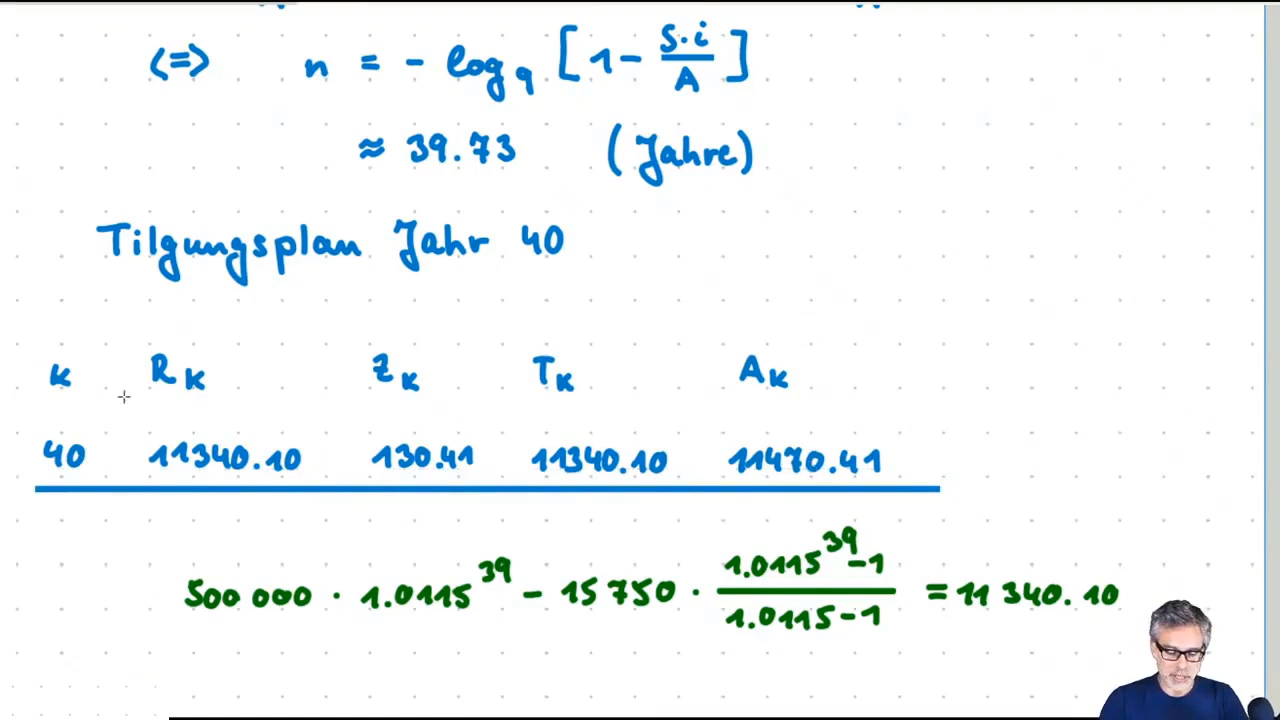 <=> n = - log_q [ 1 - S·i/A ]
≈ 39.73 (Jahre)
Tilgungsplan Jahr 40
k R_K Z_K T_K A_K
40 11340.10 130.41 11340.10 11470.41
500 000 · 1.0115^39 - 15 750 · (1.0115^39 - 1)/(1.0115 - 1) = 11 340.10